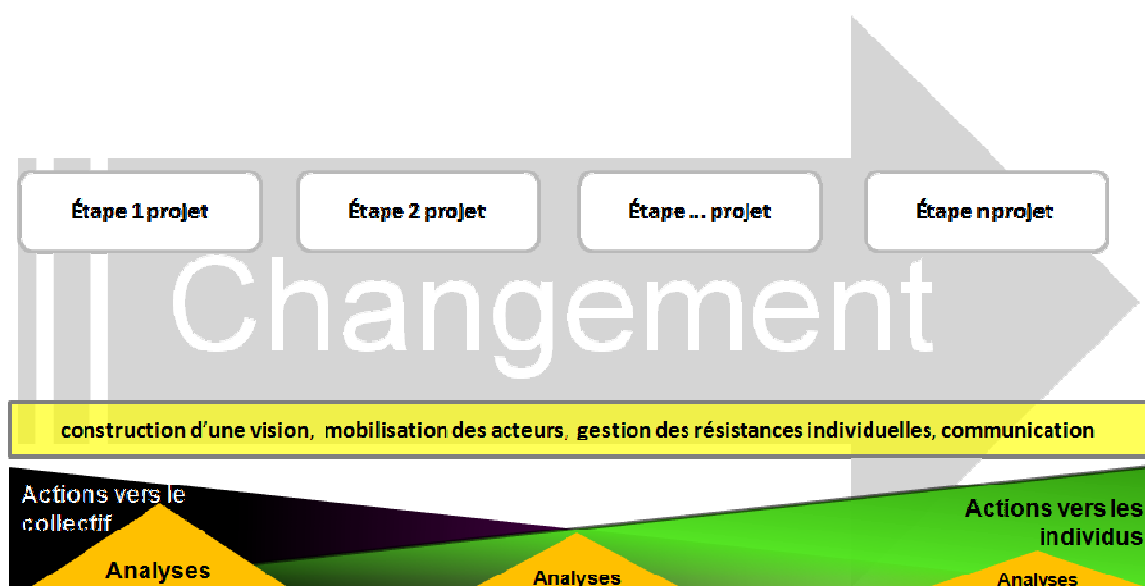 Étape 1 projet
Étape 2 projet
Étape ... projet
Étape n projet
Changement
construction d'une vision, mobilisation des acteurs, gestion des résistances individuelles, communication
Actions vers le
collectif
Actions vers les
individus
Analyses
Analyses
Analyses